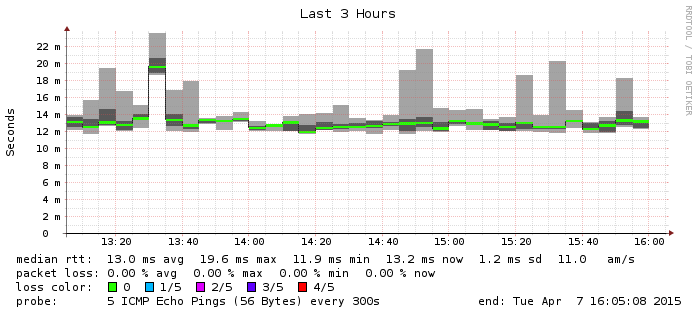 Last 3 Hours
RRDTOOL / TOBI OETIKER
Seconds
22 m
20 m
18 m
16 m
14 m
12 m
10 m
8 m
6 m
4 m
2 m
0
13:20 13:40 14:00 14:20 14:40 15:00 15:20 15:40 16:00
median rtt: 13.0 ms avg 19.6 ms max 11.9 ms min 13.2 ms now 1.2 ms sd 11.0 am/s
packet loss: 0.00 % avg 0.00 % max 0.00 % min 0.00 % now
loss color: 0 1/5 2/5 3/5 4/5
probe: 5 ICMP Echo Pings (56 Bytes) every 300s end: Tue Apr 7 16:05:08 2015